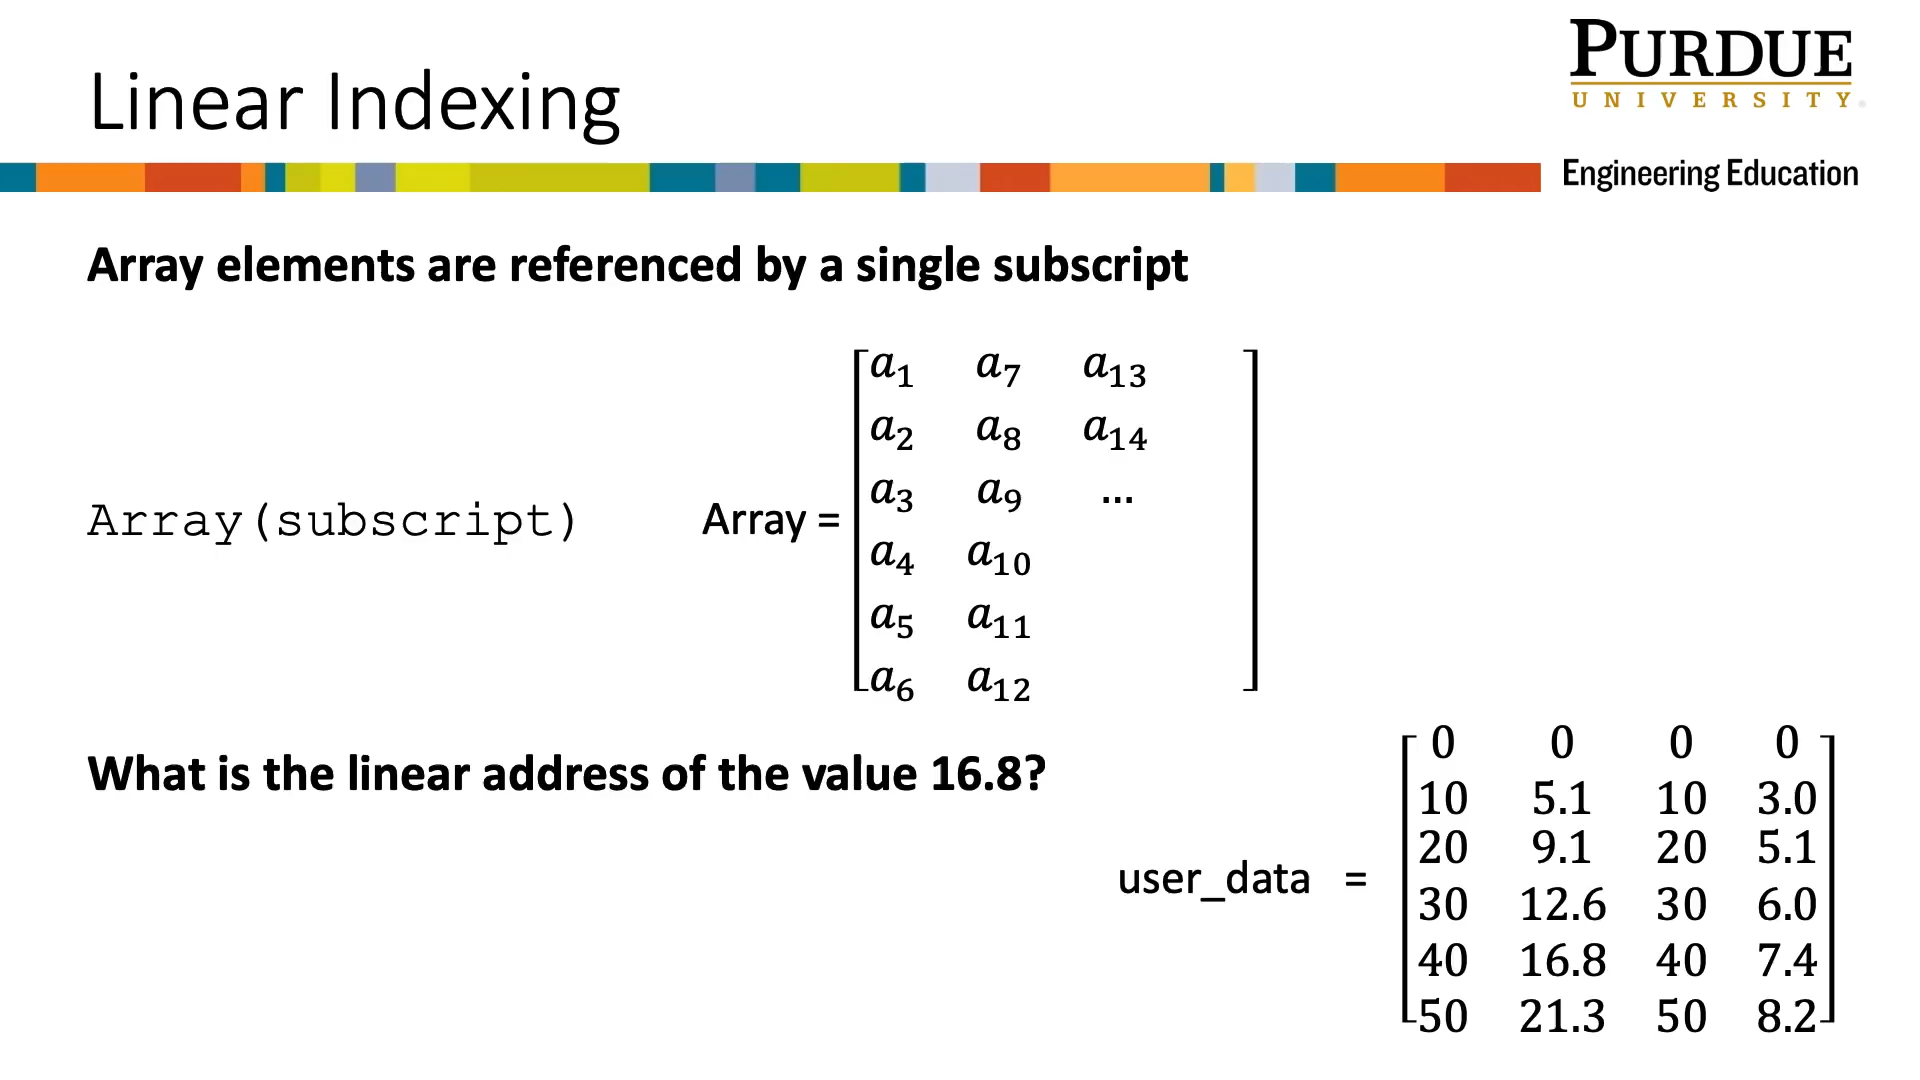 Linear Indexing
PURDUE
UNIVERSITY
Engineering Education
Array elements are referenced by a single subscript
Array(subscript)
Array =
a₁ a₇ a₁₃
a₂ a₈ a₁₄
a₃ a₉ …
a₄ a₁₀
a₅ a₁₁
a₆ a₁₂
What is the linear address of the value 16.8?
user_data =
0 0 0 0
10 5.1 10 3.0
20 9.1 20 5.1
30 12.6 30 6.0
40 16.8 40 7.4
50 21.3 50 8.2